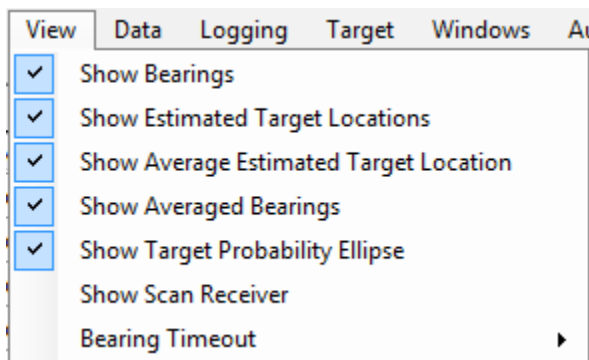 View Data Logging Target Windows
Show Bearings
Show Estimated Target Locations
Show Average Estimated Target Location
Show Averaged Bearings
Show Target Probability Ellipse
Show Scan Receiver
Bearing Timeout